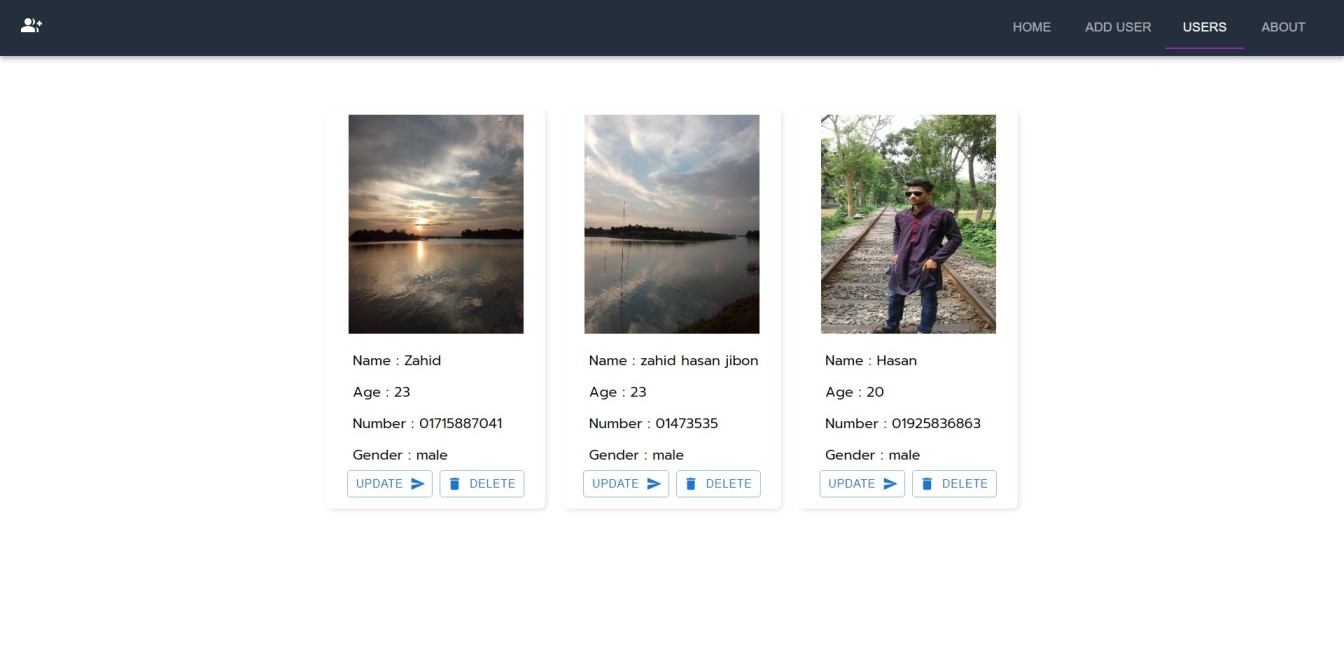 HOME ADD USER USERS ABOUT
Name : Zahid
Age : 23
Number : 01715887041
Gender : male
UPDATE DELETE
Name : zahid hasan jibon
Age : 23
Number : 01473535
Gender : male
UPDATE DELETE
Name : Hasan
Age : 20
Number : 01925836863
Gender : male
UPDATE DELETE